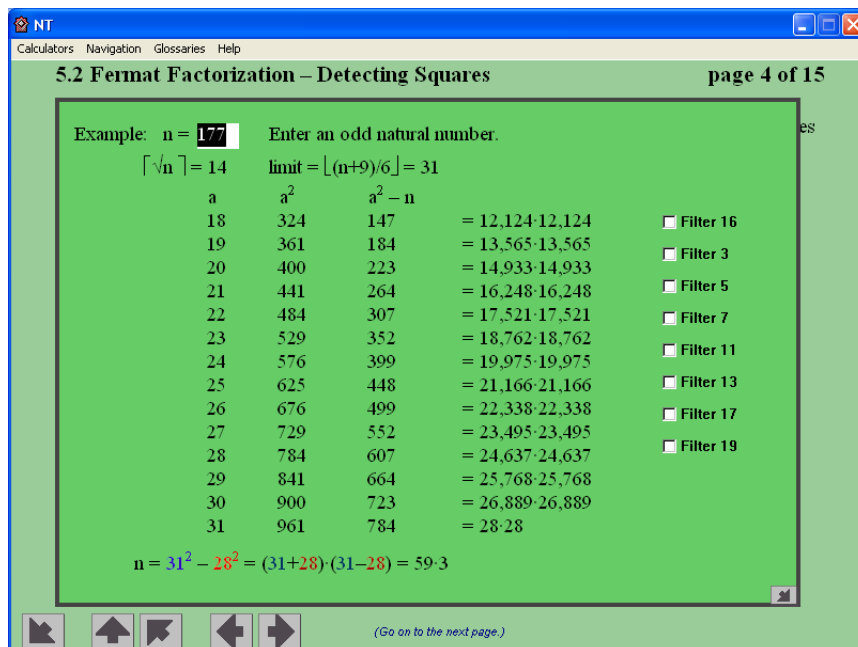 NT
Calculators Navigation Glossaries Help
5.2 Fermat Factorization – Detecting Squares page 4 of 15
es
Example: n = 177 Enter an odd natural number.
⌈√n⌉ = 14 limit = ⌊(n+9)/6⌋ = 31
a a² a² – n
18 324 147 = 12,124·12,124 Filter 16
19 361 184 = 13,565·13,565
20 400 223 = 14,933·14,933 Filter 3
21 441 264 = 16,248·16,248 Filter 5
22 484 307 = 17,521·17,521 Filter 7
23 529 352 = 18,762·18,762
24 576 399 = 19,975·19,975 Filter 11
25 625 448 = 21,166·21,166 Filter 13
26 676 499 = 22,338·22,338 Filter 17
27 729 552 = 23,495·23,495
28 784 607 = 24,637·24,637 Filter 19
29 841 664 = 25,768·25,768
30 900 723 = 26,889·26,889
31 961 784 = 28·28
n = 31² – 28² = (31+28)·(31–28) = 59·3
(Go on to the next page.)